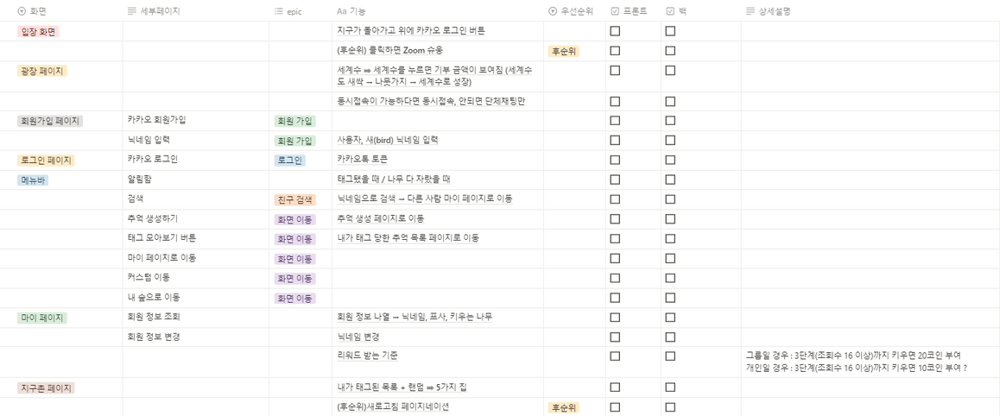 화면 세부페이지 epic Aa 기능 우선순위 프론트 백 상세설명
입장 화면 지구가 돌아가고 위에 카카오 로그인 버튼
(후순위) 클릭하면 Zoom 슈웅 후순위
광장 페이지 세계수 ⇒ 세계수를 누르면 기부 금액이 보여짐 (세계수
도 새싹 → 나뭇가지 → 세계수로 성장)
동시접속이 가능하다면 동시접속, 안되면 단체채팅만
회원가입 페이지 카카오 회원가입 회원 가입
닉네임 입력 회원 가입 사용자, 새(bird) 닉네임 입력
로그인 페이지 카카오 로그인 로그인 카카오톡 토큰
메뉴바 알림함 태그됐을 때 / 나무 다 자랐을 때
검색 친구 검색 닉네임으로 검색 → 다른 사람 마이 페이지로 이동
추억 생성하기 화면 이동 추억 생성 페이지로 이동
태그 모아보기 버튼 화면 이동 내가 태그 당한 추억 목록 페이지로 이동
마이 페이지로 이동 화면 이동
커스텀 이동 화면 이동
내 숲으로 이동 화면 이동
마이 페이지 회원 정보 조회 회원 정보 나열 → 닉네임, 프사, 키우는 나무
회원 정보 변경 닉네임 변경
리워드 받는 기준 그룹일 경우 : 3단계(조회수 16 이상)까지 키우면 20코인 부여
개인일 경우 : 3단계(조회수 16 이상)까지 키우면 10코인 부여 ?
지구촌 페이지 내가 태그된 목록 + 랜덤 ⇒ 5가지 집
(후순위)새로고침 페이지네이션 후순위